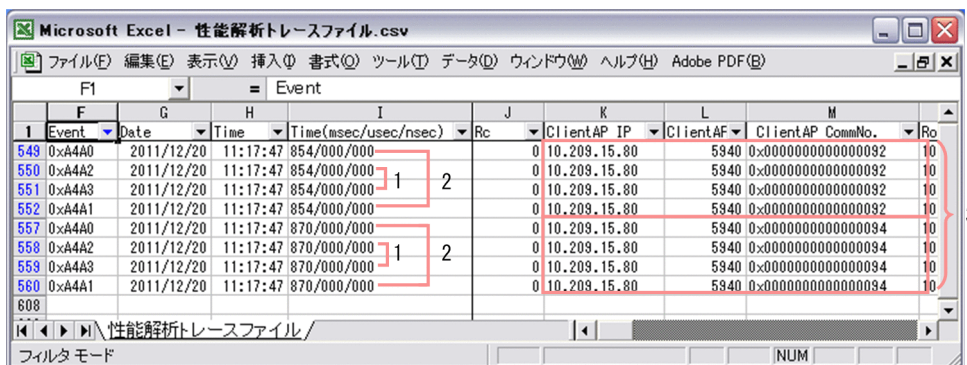 Microsoft Excel - 性能解析トレースファイル.csv
ファイル(F) 編集(E) 表示(V) 挿入(I) 書式(O) ツール(T) データ(D) ウィンドウ(W) ヘルプ(H) Adobe PDF(B)
F1 = Event
F G H I J K L M
1 Event Date Time Time(msec/usec/nsec) Rc ClientAP IP ClientAF ClientAP CommNo. Ro
549 0xA4A0 2011/12/20 11:17:47 854/000/000 0 10.209.15.80 5940 0x0000000000000092 10
550 0xA4A2 2011/12/20 11:17:47 854/000/000 0 10.209.15.80 5940 0x0000000000000092 10
551 0xA4A3 2011/12/20 11:17:47 854/000/000 1 2 0 10.209.15.80 5940 0x0000000000000092 10
552 0xA4A1 2011/12/20 11:17:47 854/000/000 0 10.209.15.80 5940 0x0000000000000092 10
557 0xA4A0 2011/12/20 11:17:47 870/000/000 0 10.209.15.80 5940 0x0000000000000094 10
558 0xA4A2 2011/12/20 11:17:47 870/000/000 1 2 0 10.209.15.80 5940 0x0000000000000094 10
559 0xA4A3 2011/12/20 11:17:47 870/000/000 0 10.209.15.80 5940 0x0000000000000094 10
560 0xA4A1 2011/12/20 11:17:47 870/000/000 0 10.209.15.80 5940 0x0000000000000094 10
608
性能解析トレースファイル
フィルタ モード NUM